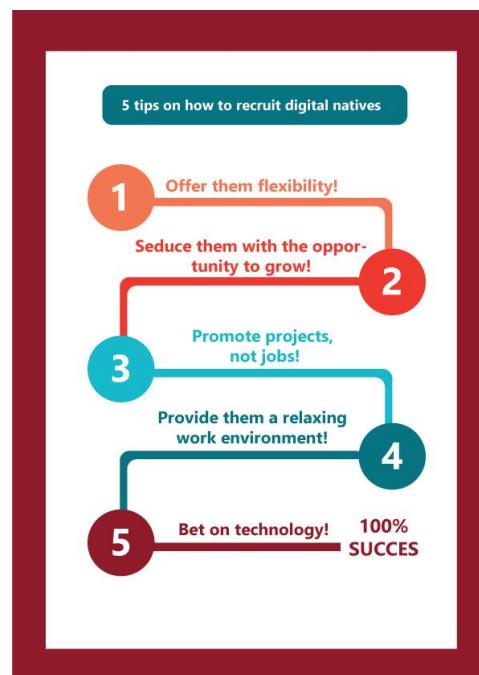 5 tips on how to recruit digital natives
1
Offer them flexibility!
Seduce them with the oppor-
tunity to grow!
2
3
Promote projects,
not jobs!
Provide them a relaxing
work environment!
4
5
Bet on technology!
100%
SUCCES